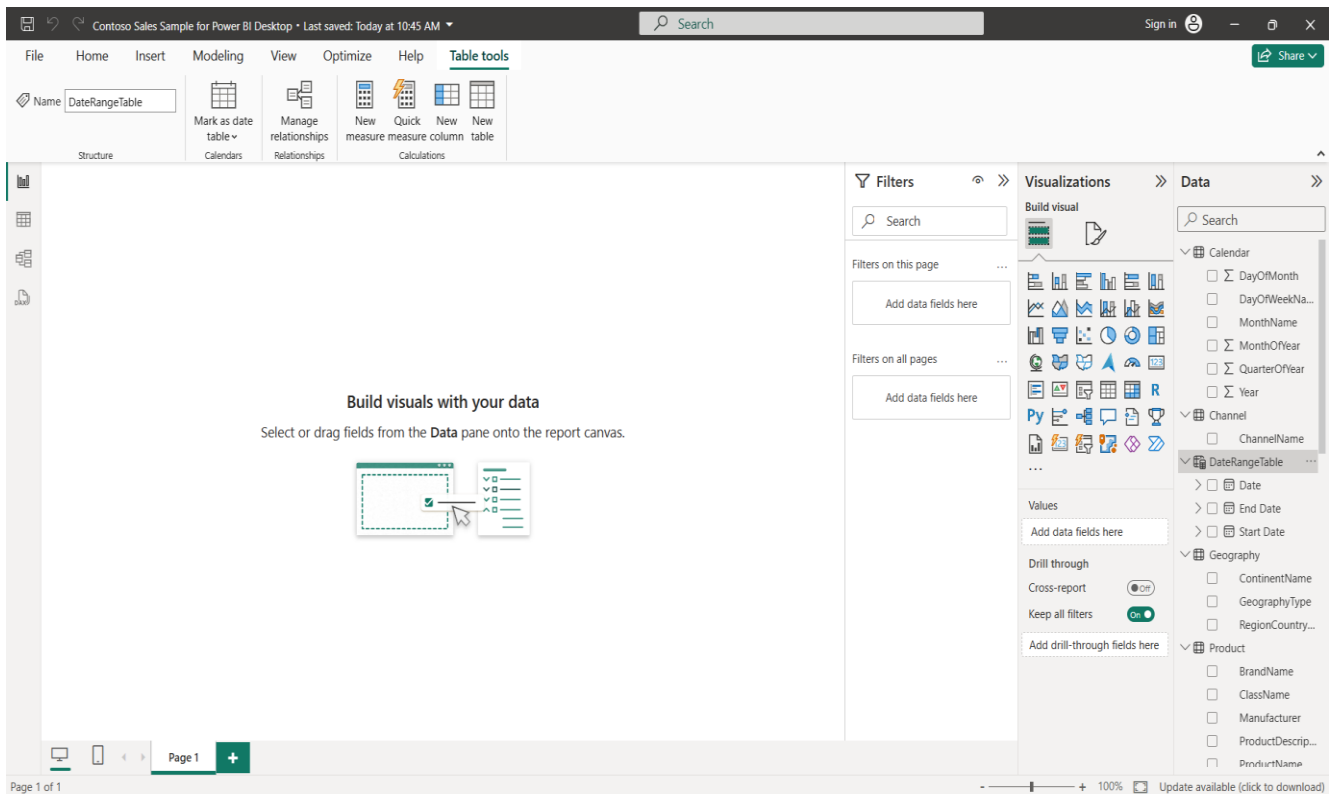 Contoso Sales Sample for Power BI Desktop • Last saved: Today at 10:45 AM
Search
Sign in
File Home Insert Modeling View Optimize Help Table tools
Share
Name DateRangeTable
Mark as date
table
Manage
relationships
New
measure
Quick
measure
New
column
New
table
Structure
Calendars
Relationships
Calculations
Build visuals with your data
Select or drag fields from the Data pane onto the report canvas.
Filters
Search
Filters on this page ...
Add data fields here
Filters on all pages ...
Add data fields here
Visualizations
Build visual
123
R
Py
...
Values
Add data fields here
Drill through
Cross-report Off
Keep all filters On
Add drill-through fields here
Data
Search
Calendar
∑ DayOfMonth
DayOfWeekNa...
MonthName
∑ MonthOfYear
∑ QuarterOfYear
∑ Year
Channel
ChannelName
DateRangeTable ...
Date
End Date
Start Date
Geography
ContinentName
GeographyType
RegionCountry...
Product
BrandName
ClassName
Manufacturer
ProductDescrip...
ProductName
Page 1 +
Page 1 of 1
- + 100%
Update available (click to download)